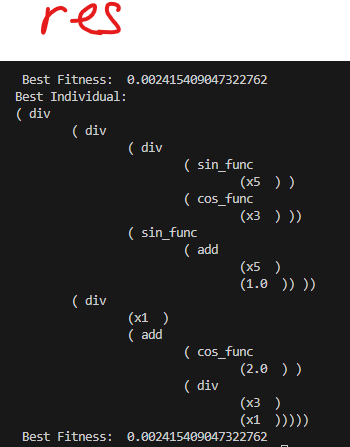 res
Best Fitness:  0.002415409047322762
Best Individual:
( div
( div
( div
( sin_func
(x5  ) )
( cos_func
(x3  ) ))
( sin_func
( add
(x5  )
(1.0  )) ))
( div
(x1  )
( add
( cos_func
(2.0  ) )
( div
(x3  )
(x1  )))))
Best Fitness:  0.002415409047322762